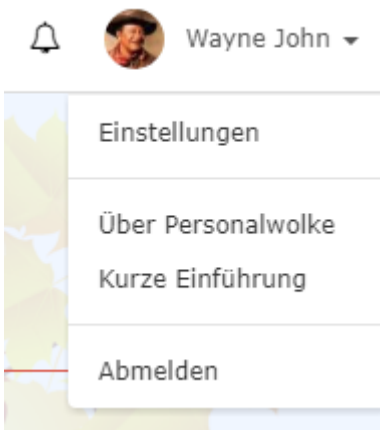 Wayne John
Einstellungen
Über Personalwolke
Kurze Einführung
Abmelden